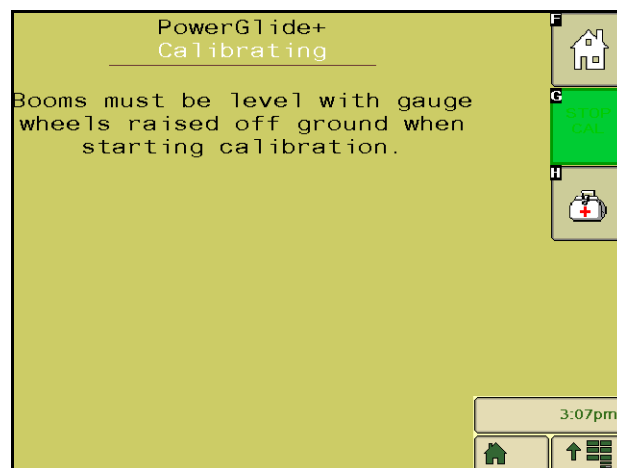 PowerGlide+
Calibrating
Booms must be level with gauge
wheels raised off ground when
starting calibration.
F
G
STOP
CAL
H
3:07pm